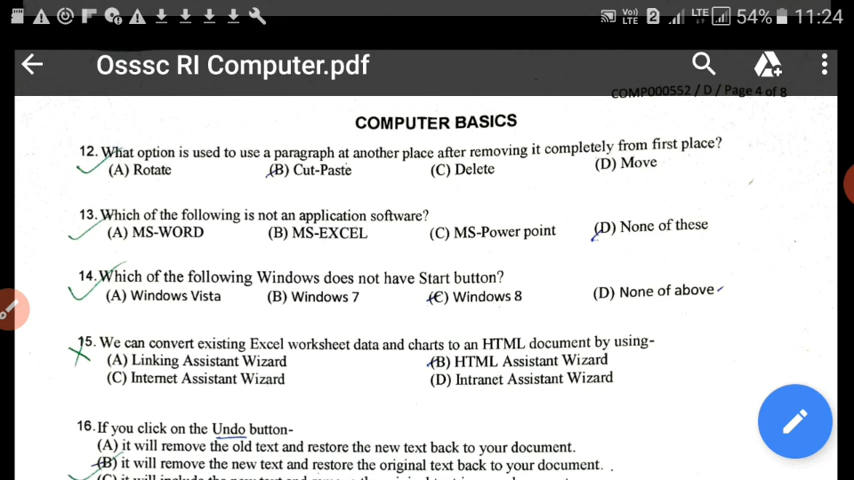 Vo)) LTE 2 LTE 54% 11:24
Osssc RI Computer.pdf
COMP000552 / D / Page 4 of 8
COMPUTER BASICS
12. What option is used to use a paragraph at another place after removing it completely from first place?
(A) Rotate (B) Cut-Paste (C) Delete (D) Move
13. Which of the following is not an application software?
(A) MS-WORD (B) MS-EXCEL (C) MS-Power point (D) None of these
14. Which of the following Windows does not have Start button?
(A) Windows Vista (B) Windows 7 (C) Windows 8 (D) None of above
15. We can convert existing Excel worksheet data and charts to an HTML document by using-
(A) Linking Assistant Wizard (B) HTML Assistant Wizard
(C) Internet Assistant Wizard (D) Intranet Assistant Wizard
16. If you click on the Undo button-
(A) it will remove the old text and restore the new text back to your document.
(B) it will remove the new text and restore the original text back to your document.